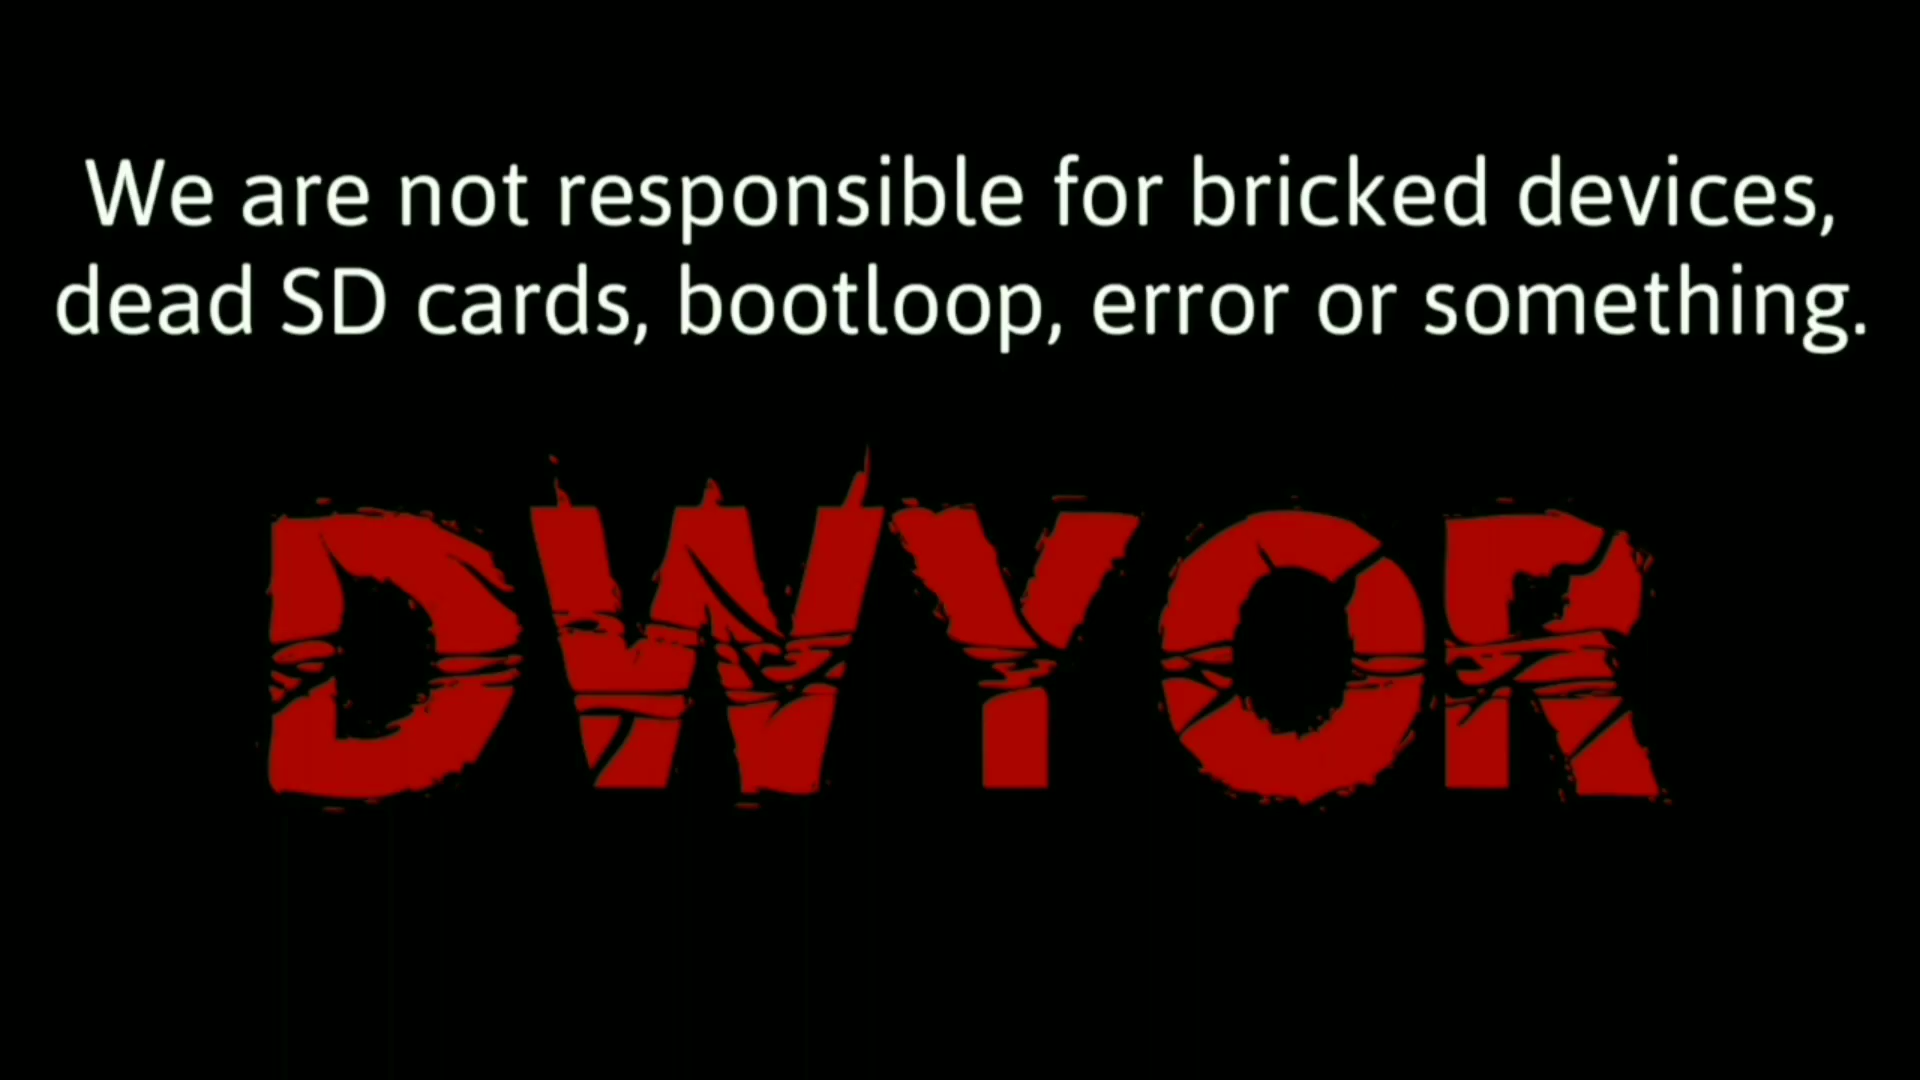 We are not responsible for bricked devices,
dead SD cards, bootloop, error or something.
DWYOR